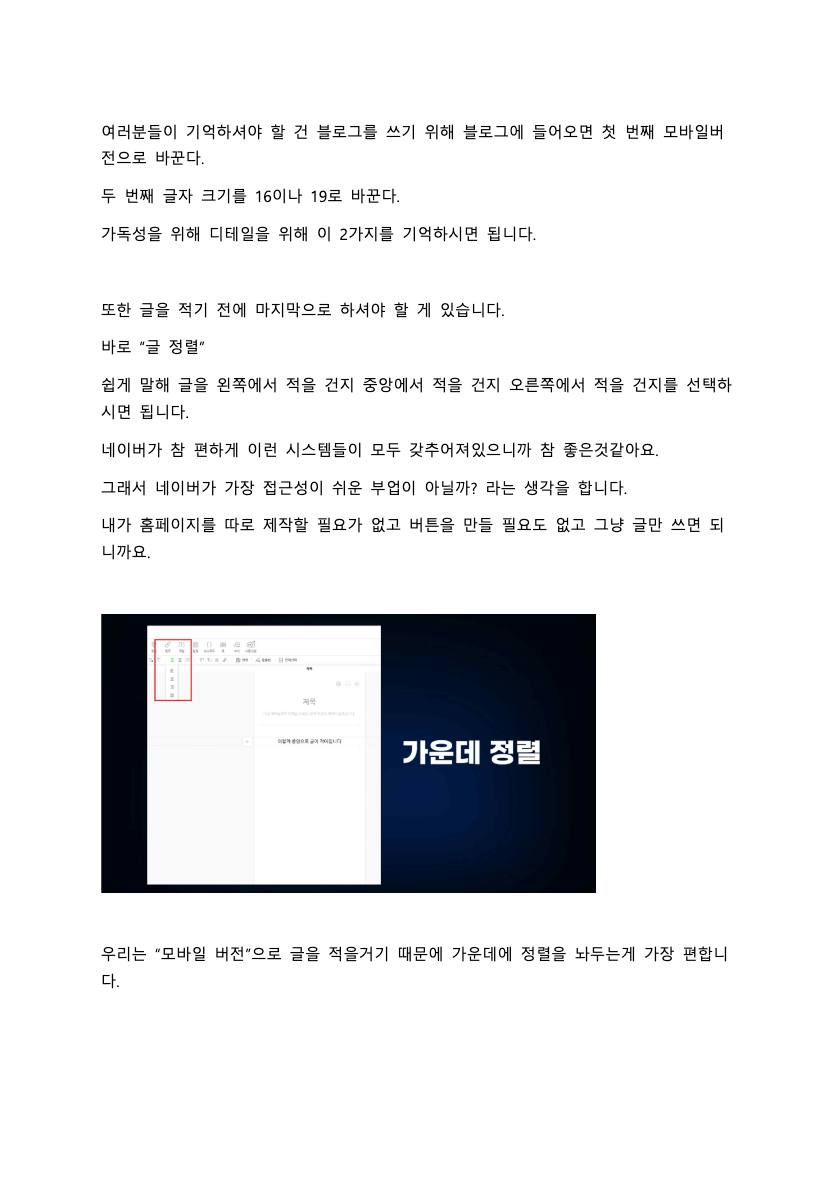 여러분들이 기억하셔야 할 건 블로그를 쓰기 위해 블로그에 들어오면 첫 번째 모바일버
전으로 바꾼다.
두 번째 글자 크기를 16이나 19로 바꾼다.
가독성을 위해 디테일을 위해 이 2가지를 기억하시면 됩니다.
또한 글을 적기 전에 마지막으로 하셔야 할 게 있습니다.
바로 “글 정렬”
쉽게 말해 글을 왼쪽에서 적을 건지 중앙에서 적을 건지 오른쪽에서 적을 건지를 선택하
시면 됩니다.
네이버가 참 편하게 이런 시스템들이 모두 갖추어져있으니까 참 좋은것같아요.
그래서 네이버가 가장 접근성이 쉬운 부업이 아닐까? 라는 생각을 합니다.
내가 홈페이지를 따로 제작할 필요가 없고 버튼을 만들 필요도 없고 그냥 글만 쓰면 되
니까요.
제목
제목
가운데 정렬
우리는 “모바일 버전”으로 글을 적을거기 때문에 가운데에 정렬을 놔두는게 가장 편합니
다.